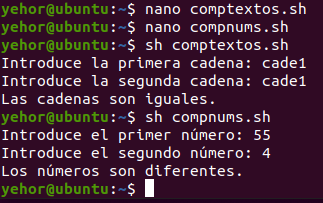 yehor@ubuntu:~$ nano comptextos.sh
yehor@ubuntu:~$ nano compnums.sh
yehor@ubuntu:~$ sh comptextos.sh
Introduce la primera cadena: cade1
Introduce la segunda cadena: cade1
Las cadenas son iguales.
yehor@ubuntu:~$ sh compnums.sh
Introduce el primer número: 55
Introduce el segundo número: 4
Los números son diferentes.
yehor@ubuntu:~$